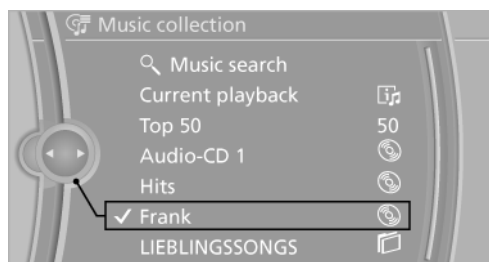 Music collection
Music search
Current playback
Top 50 50
Audio-CD 1
Hits
Frank
LIEBLINGSSONGS